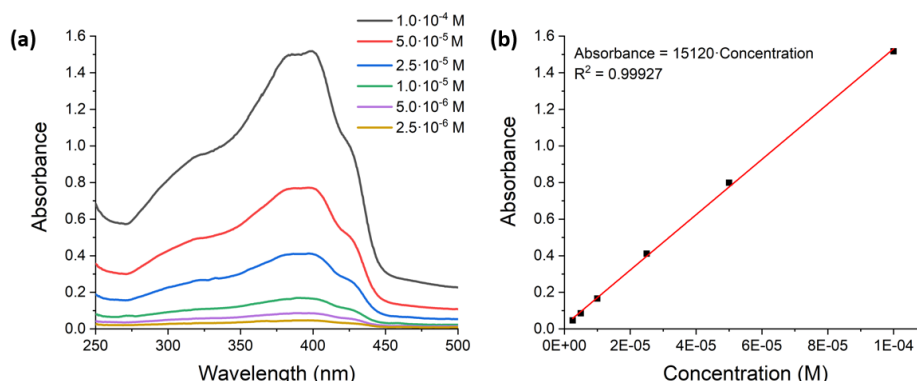 (a)
1.0·10⁻⁴ M
5.0·10⁻⁵ M
2.5·10⁻⁵ M
1.0·10⁻⁵ M
5.0·10⁻⁶ M
2.5·10⁻⁶ M
1.6
1.4
1.2
1.0
0.8
0.6
0.4
0.2
0.0
Absorbance
250 300 350 400 450 500
Wavelength (nm)
(b)
Absorbance = 15120·Concentration
R² = 0.99927
1.6
1.4
1.2
1.0
0.8
0.6
0.4
0.2
0.0
Absorbance
0E+00 2E-05 4E-05 6E-05 8E-05 1E-04
Concentration (M)